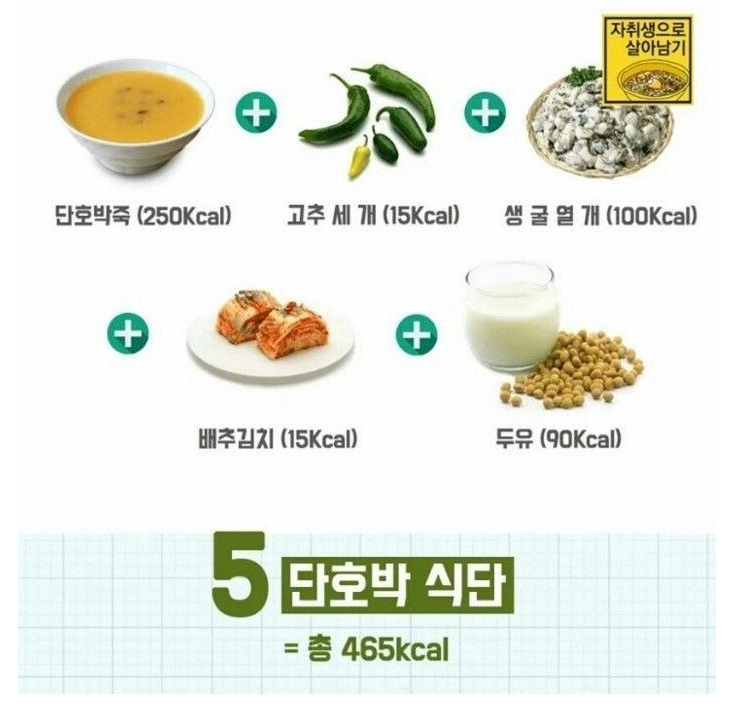 자취생으로
살아남기
단호박죽 (250Kcal)
고추 세 개 (15Kcal)
생 굴 열 개 (100Kcal)
배추김치 (15Kcal)
두유 (90Kcal)
5 단호박 식단
= 총 465kcal